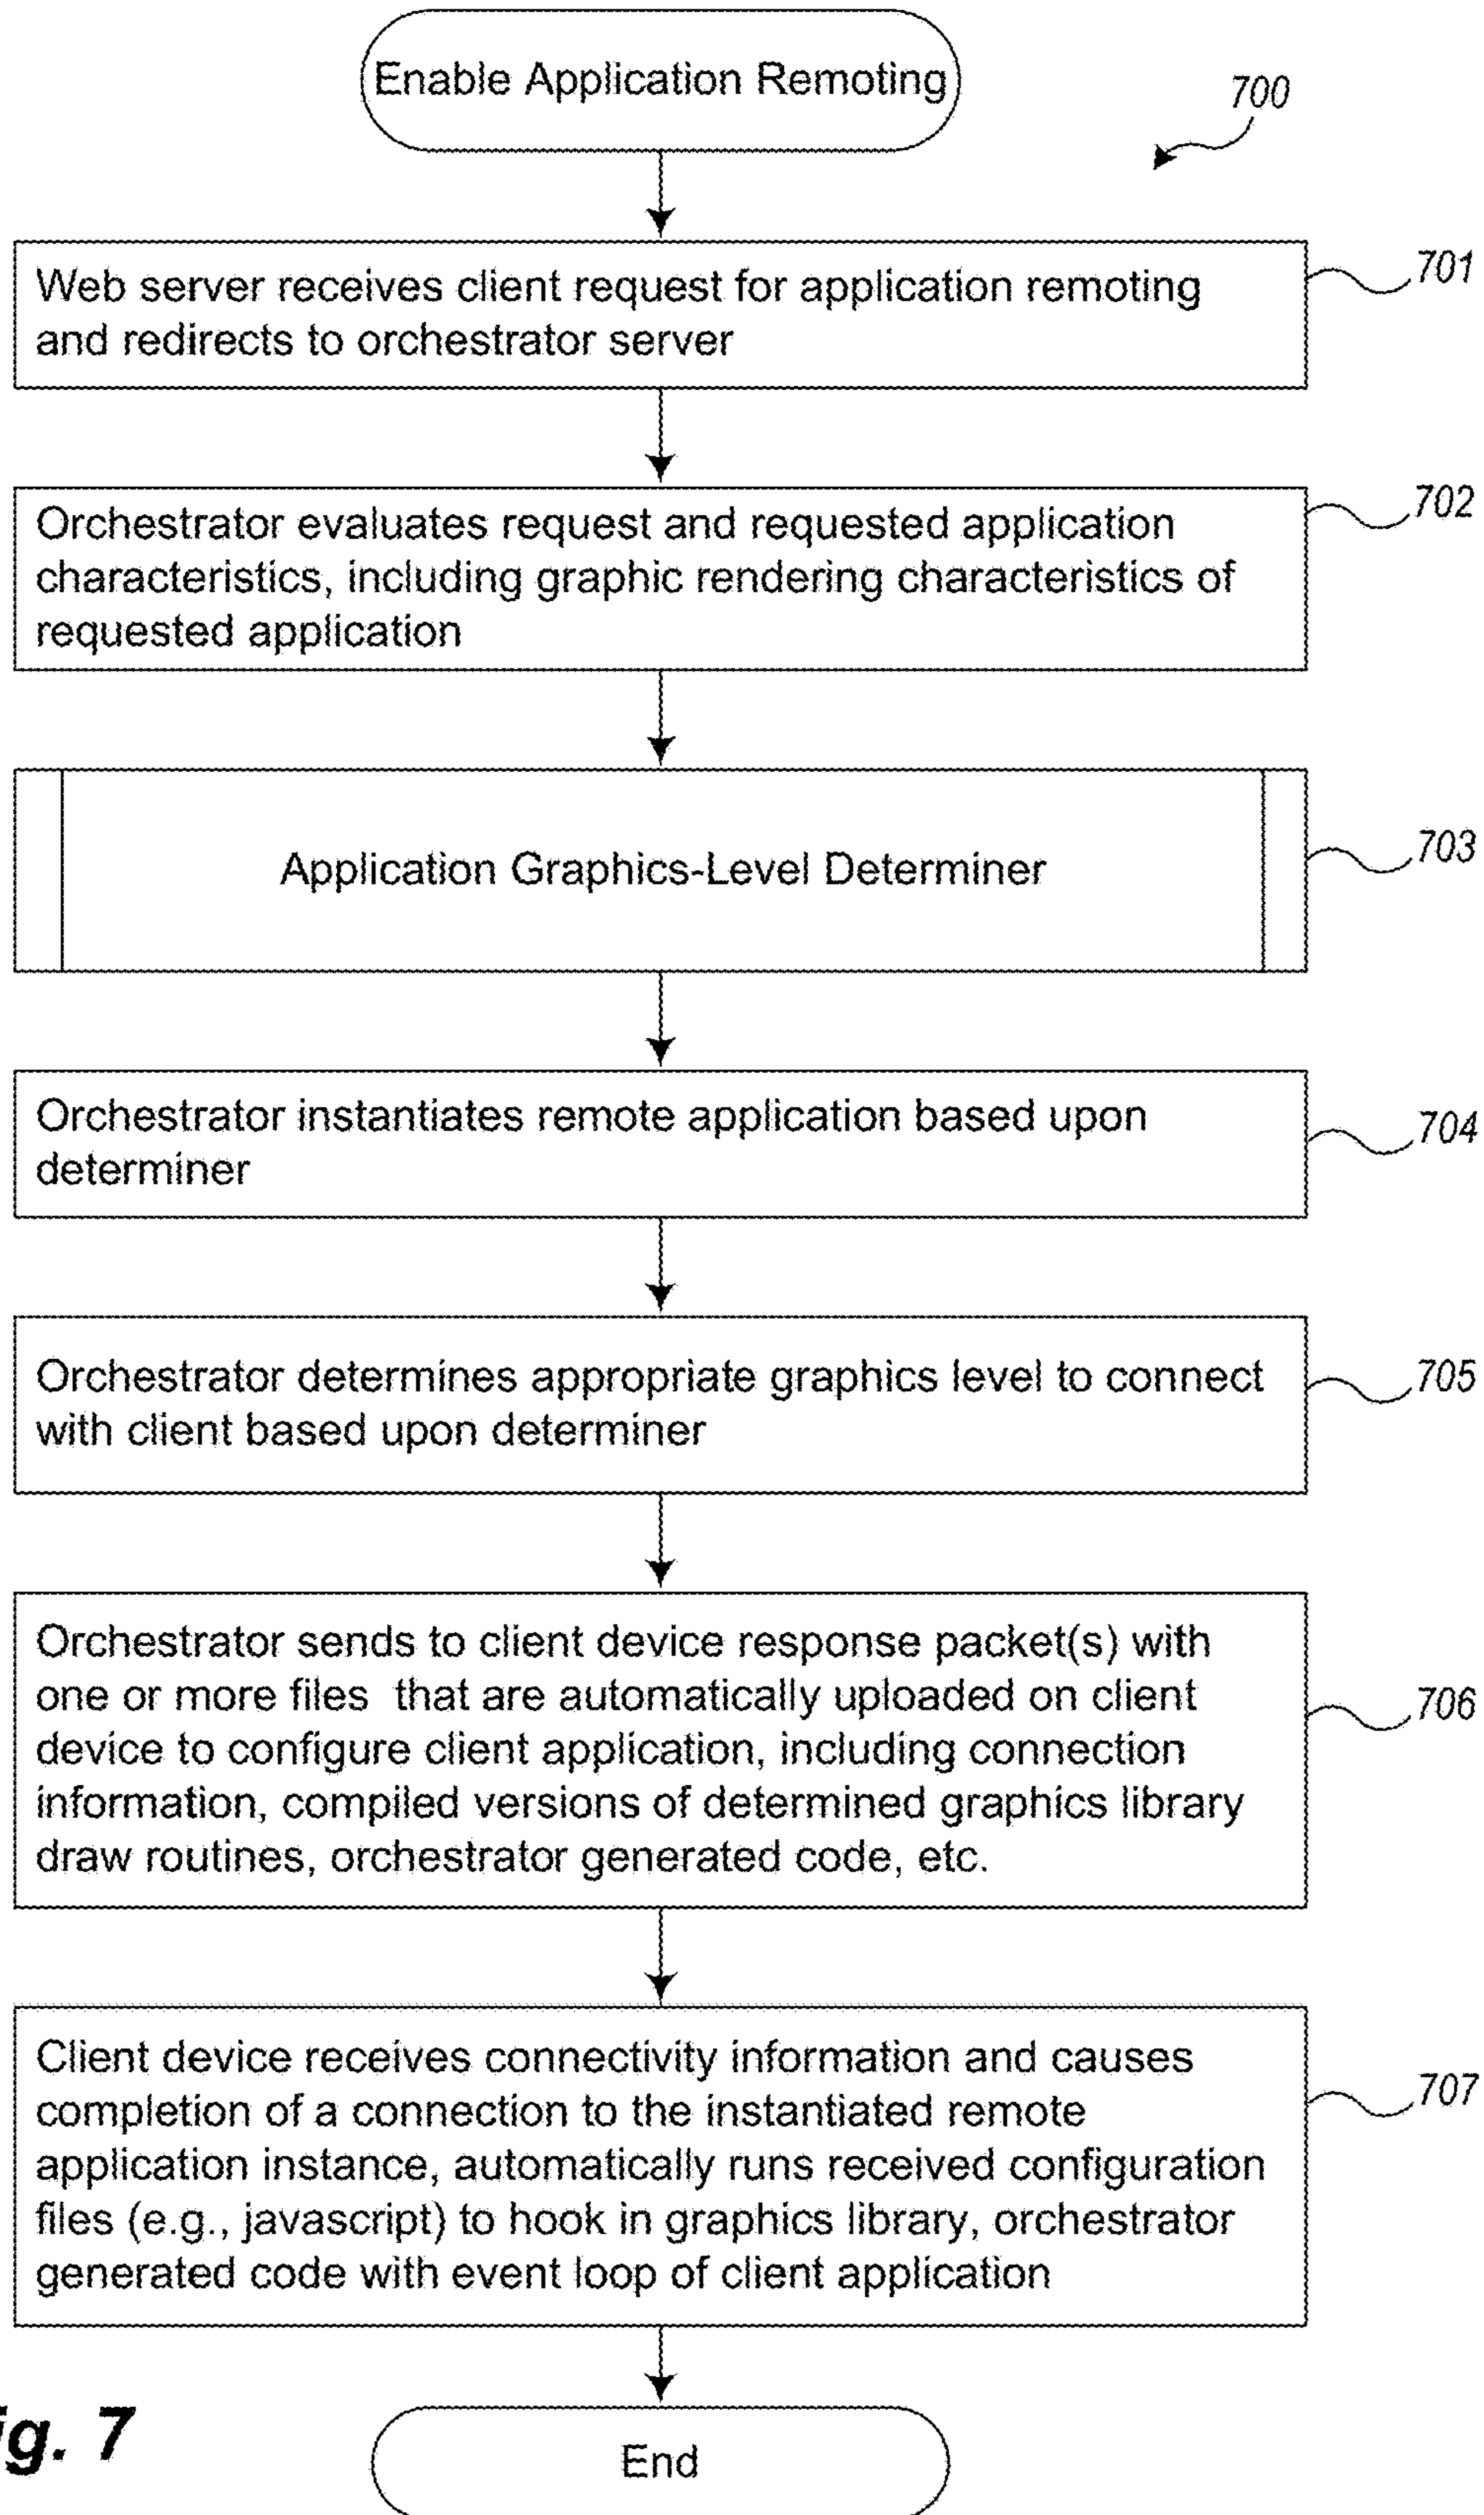 Enable Application Remoting
700
Web server receives client request for application remoting
and redirects to orchestrator server
701
Orchestrator evaluates request and requested application
characteristics, including graphic rendering characteristics of
requested application
702
Application Graphics-Level Determiner
703
Orchestrator instantiates remote application based upon
determiner
704
Orchestrator determines appropriate graphics level to connect
with client based upon determiner
705
Orchestrator sends to client device response packet(s) with
one or more files that are automatically uploaded on client
device to configure client application, including connection
information, compiled versions of determined graphics library
draw routines, orchestrator generated code, etc.
706
Client device receives connectivity information and causes
completion of a connection to the instantiated remote
application instance, automatically runs received configuration
files (e.g., javascript) to hook in graphics library, orchestrator
generated code with event loop of client application
707
ig. 7
End